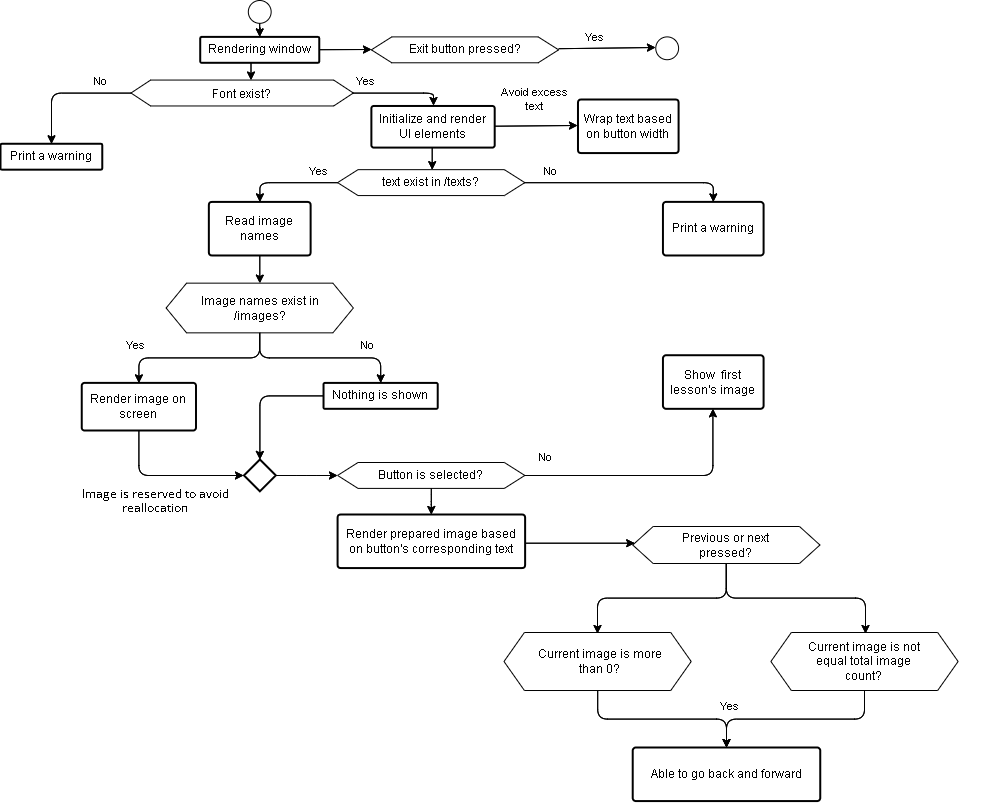 Rendering window
Exit button pressed?
Yes
No
Font exist?
Yes
Avoid excess
text
Print a warning
Initialize and render
UI elements
Wrap text based
on button width
Yes
text exist in /texts?
No
Read image
names
Print a warning
Image names exist in
/images?
Yes
No
Render image on
screen
Nothing is shown
Show  first
lesson's image
Image is reserved to avoid
reallocation
Button is selected?
No
Render prepared image based
on button's corresponding text
Previous or next
pressed?
Current image is more
than 0?
Current image is not
equal total image
count?
Yes
Able to go back and forward